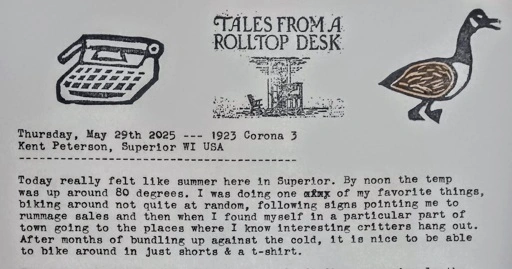 TALES FROM A
ROLLTOP DESK
Thursday, May 29th 2025 --- 1923 Corona 3
Kent Peterson, Superior WI USA
-----------------------------------
Today really felt like summer here in Superior. By noon the temp
was up around 80 degrees. I was doing one of my favorite things,
biking around not quite at random, following signs pointing me to
rummage sales and then when I found myself in a particular part of
town going to the places where I know interesting critters hang out.
After months of bundling up against the cold, it is nice to be able
to bike around in just shorts & a t-shirt.